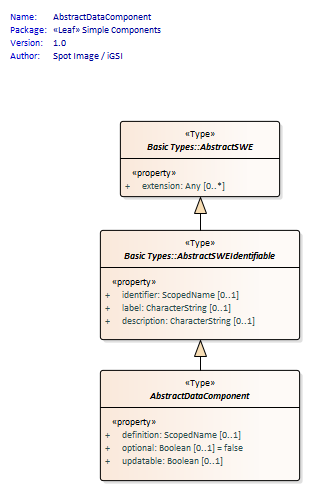 Name: AbstractDataComponent
Package: «Leaf» Simple Components
Version: 1.0
Author: Spot Image / iGSI
«Type»
Basic Types::AbstractSWE
«property»
+ extension: Any [0..*]
«Type»
Basic Types::AbstractSWEIdentifiable
«property»
+ identifier: ScopedName [0..1]
+ label: CharacterString [0..1]
+ description: CharacterString [0..1]
«Type»
AbstractDataComponent
«property»
+ definition: ScopedName [0..1]
+ optional: Boolean [0..1] = false
+ updatable: Boolean [0..1]